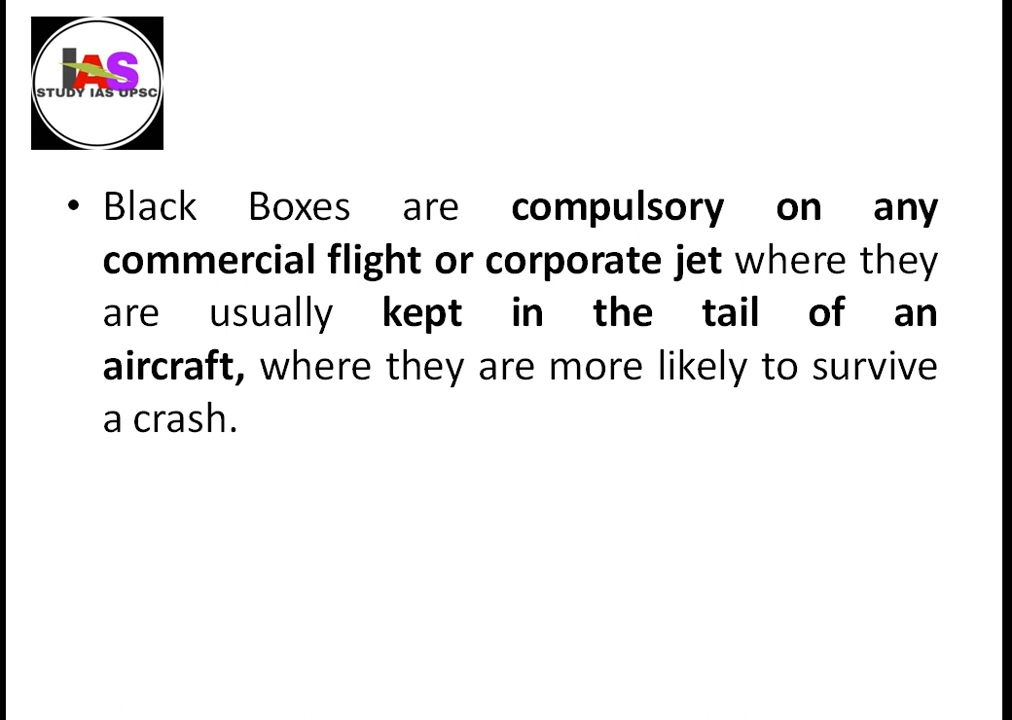 IAS
STUDY IAS UPSC
• Black Boxes are compulsory on any
commercial flight or corporate jet where they
are usually kept in the tail of an
aircraft, where they are more likely to survive
a crash.